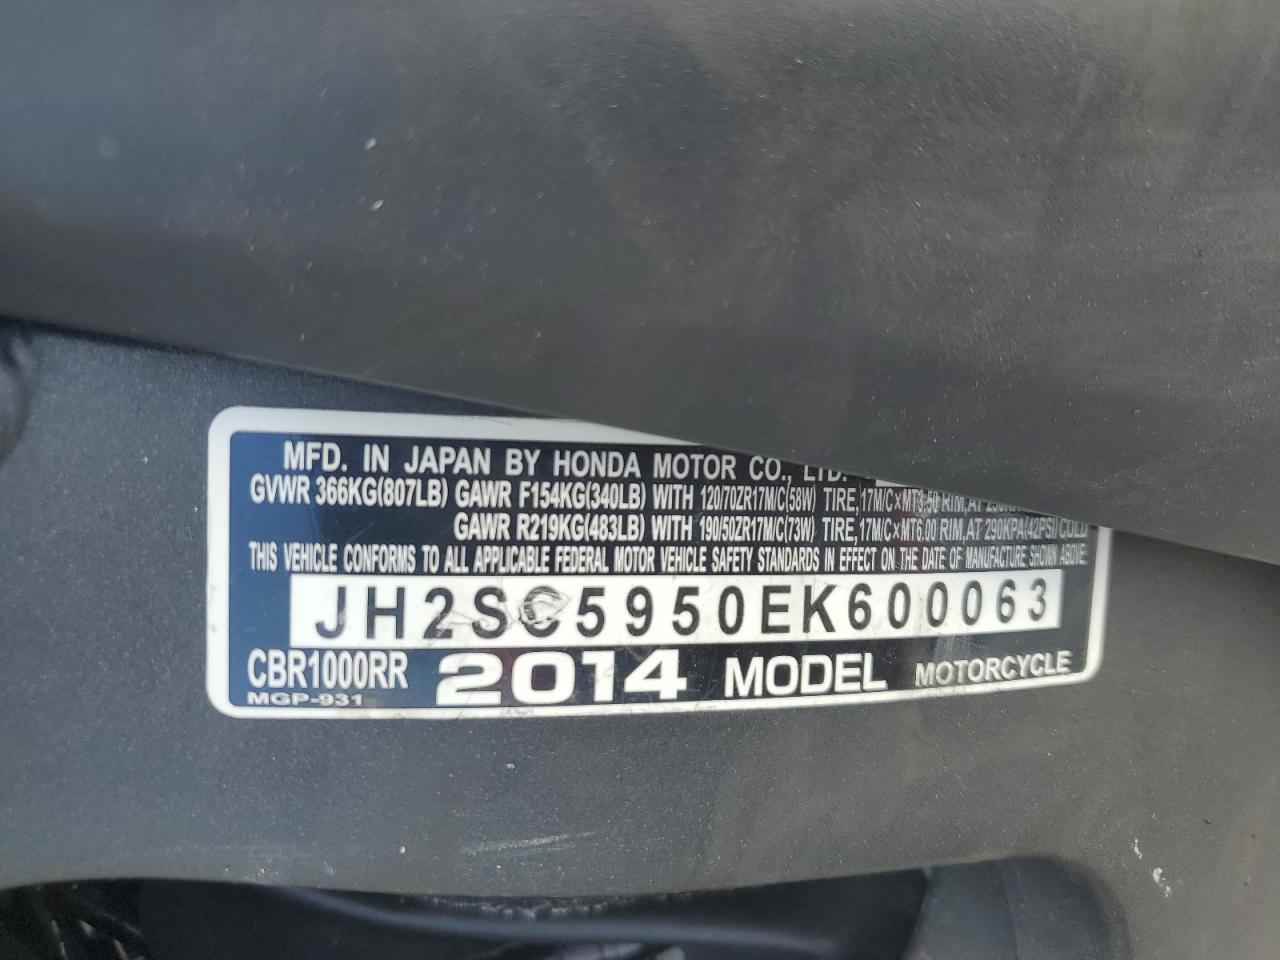 MFD. IN JAPAN BY HONDA MOTOR CO., LTD.
GVWR 366KG(807LB) GAWR F154KG(340LB) WITH 120/70ZR17M/C(58W) TIRE,17M/C×MT3.50 RIM,AT
GAWR R219KG(483LB) WITH 190/50ZR17M/C(73W) TIRE,17M/C×MT6.00 RIM,AT 290KPA(42PSI) COLD
THIS VEHICLE CONFORMS TO ALL APPLICABLE FEDERAL MOTOR VEHICLE SAFETY STANDARDS IN EFFECT ON THE DATE OF MANUFACTURE SHOWN ABOVE.
JH2SC5950EK600063
CBR1000RR 2014 MODEL MOTORCYCLE
MGP-931